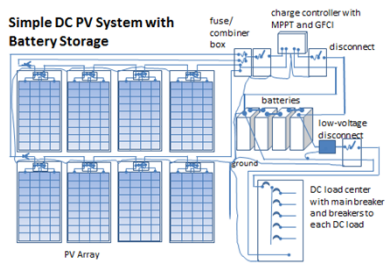 Simple DC PV System with
Battery Storage
fuse/
combiner
box
charge controller with
MPPT and GFCI
disconnect
batteries
low-voltage
disconnect
ground
DC load center
with main breaker
and breakers to
each DC load
PV Array